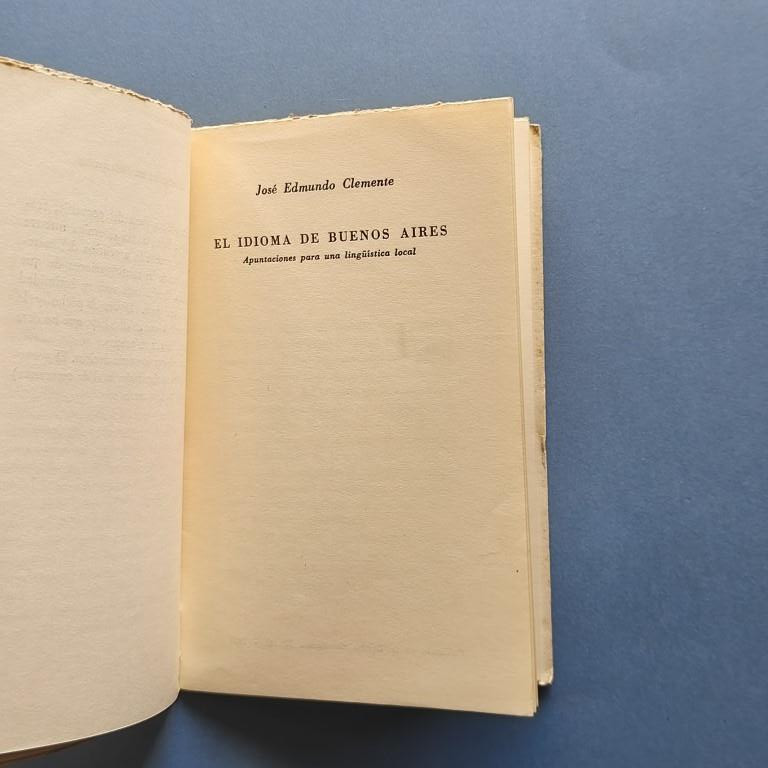 José Edmundo Clemente
EL IDIOMA DE BUENOS AIRES
Apuntaciones para una lingüística local